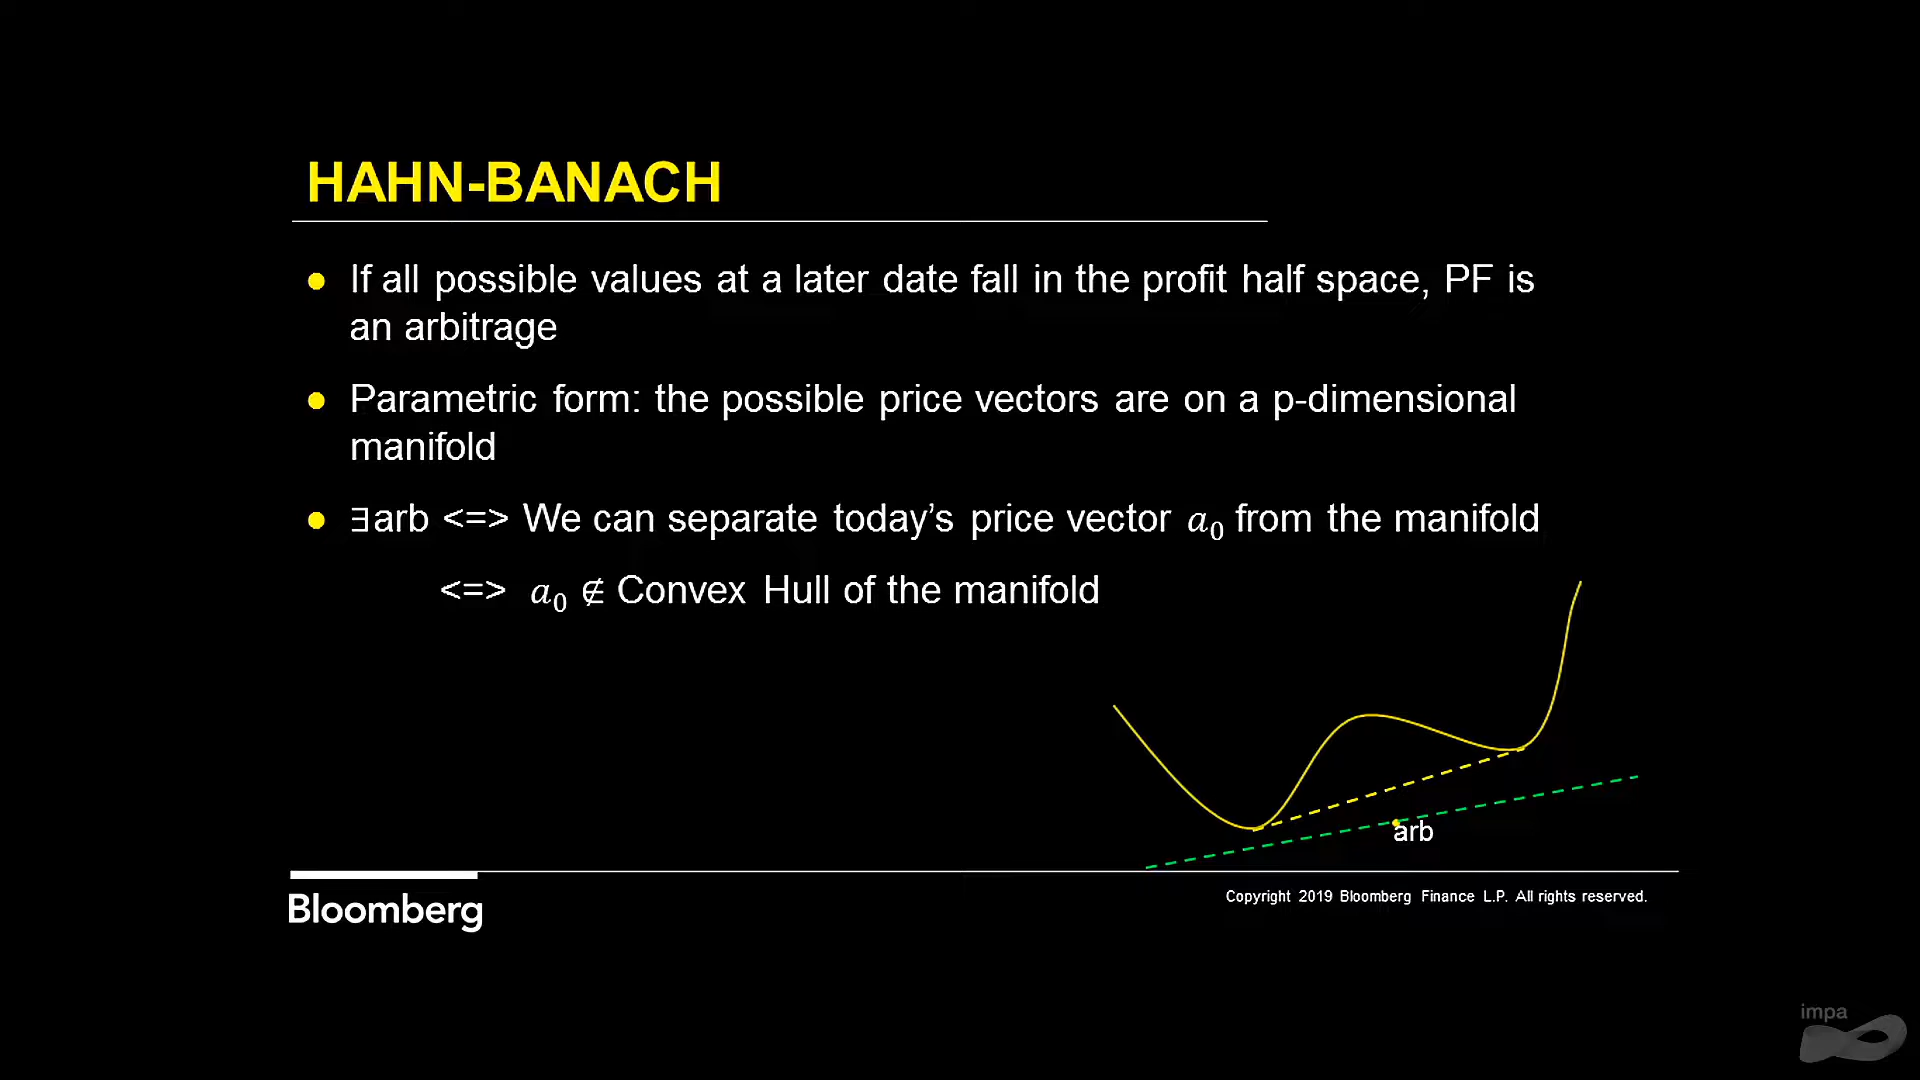 HAHN-BANACH
● If all possible values at a later date fall in the profit half space, PF is
an arbitrage
● Parametric form: the possible price vectors are on a p-dimensional
manifold
● ∃arb <=> We can separate today’s price vector a₀ from the manifold
<=> a₀ ∉ Convex Hull of the manifold
arb
Bloomberg
Copyright 2019 Bloomberg Finance L.P. All rights reserved.
impa